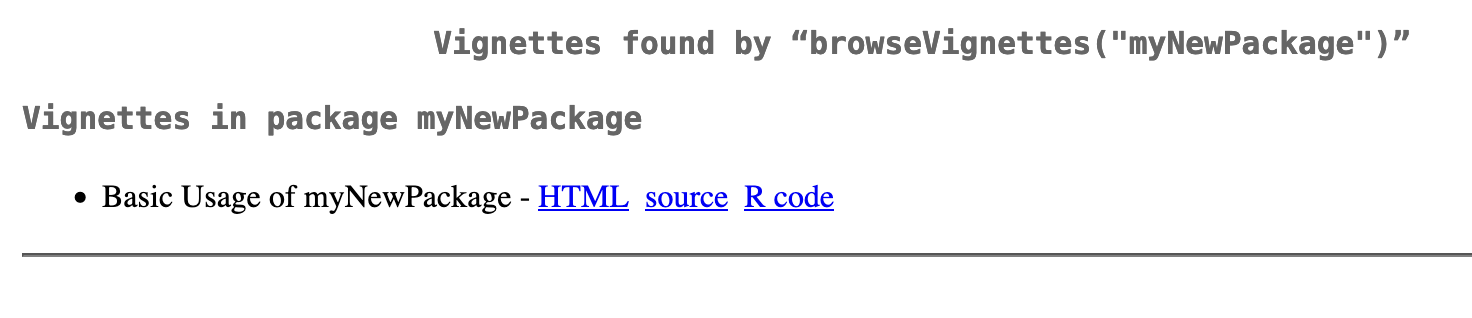 Vignettes found by “browseVignettes("myNewPackage")”
Vignettes in package myNewPackage
• Basic Usage of myNewPackage - HTML source R code